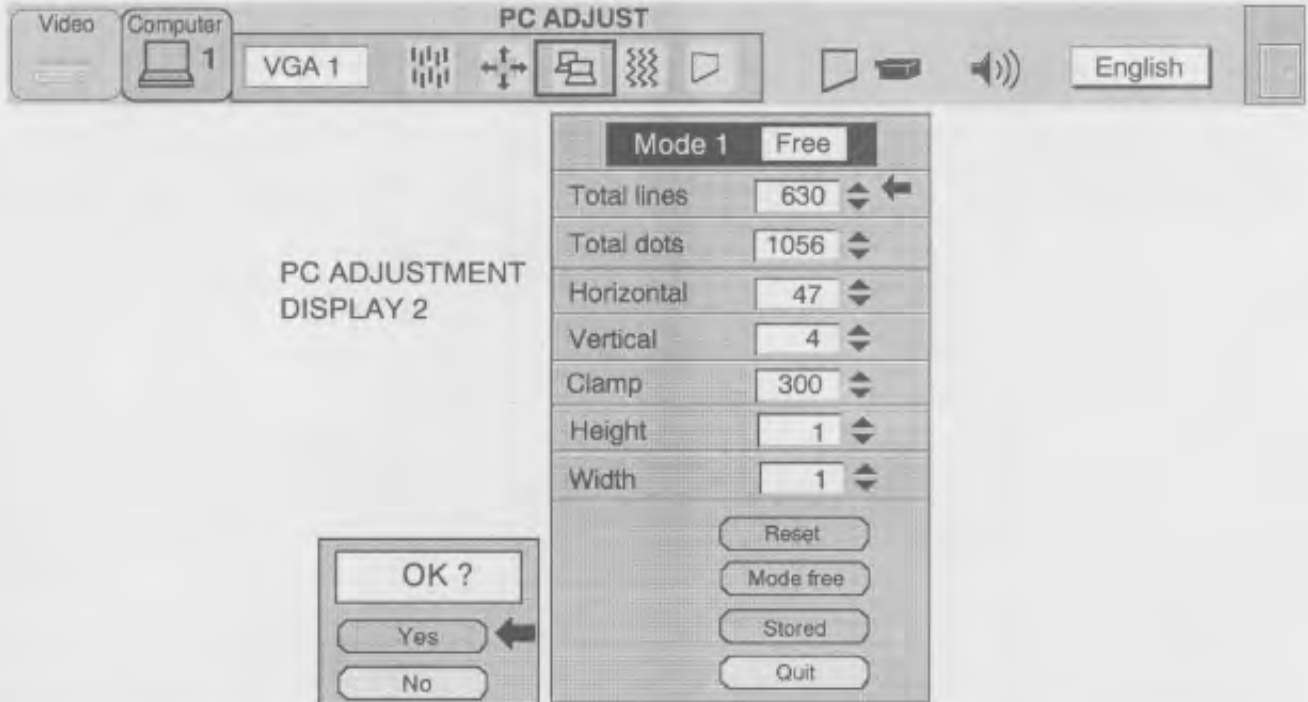 PC ADJUST
Video
Computer
1
VGA 1
English
Mode 1 Free
Total lines 630
Total dots 1056
Horizontal 47
Vertical 4
Clamp 300
Height 1
Width 1
Reset
Mode free
Stored
Quit
PC ADJUSTMENT
DISPLAY 2
OK ?
Yes
No